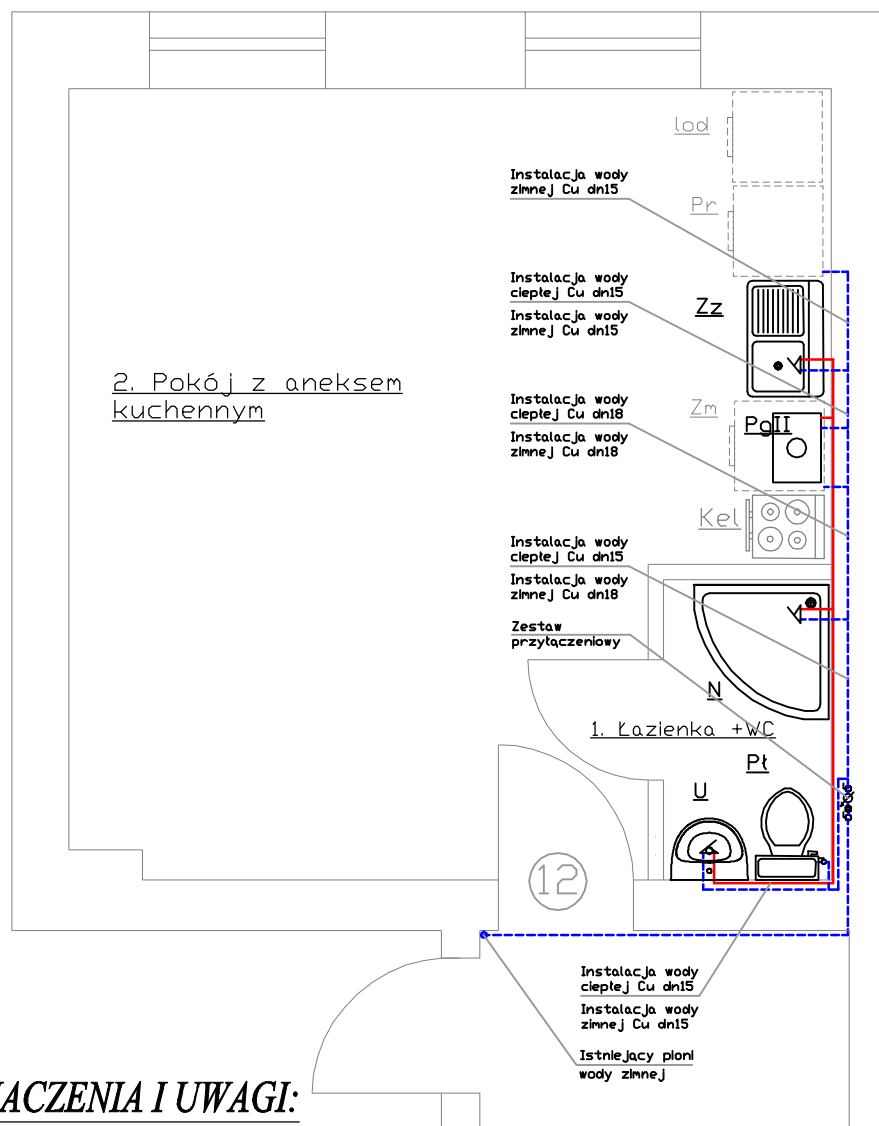 lod
Instalacja wody
zimnej Cu dn15
Pr
Instalacja wody
ciepłej Cu dn15
Instalacja wody
zimnej Cu dn15
Zz
2. Pokój z aneksem
kuchennym
Instalacja wody
ciepłej Cu dn18
Instalacja wody
zimnej Cu dn18
Zm
PgII
Kel
Instalacja wody
ciepłej Cu dn15
Instalacja wody
zimnej Cu dn18
Zestaw
przyłączeniowy
N
1. Łazienka +WC
Pł
U
12
Instalacja wody
ciepłej Cu dn15
Instalacja wody
zimnej Cu dn15
Istniejący pioni
wody zimnej
ACZENIA I UWAGI: